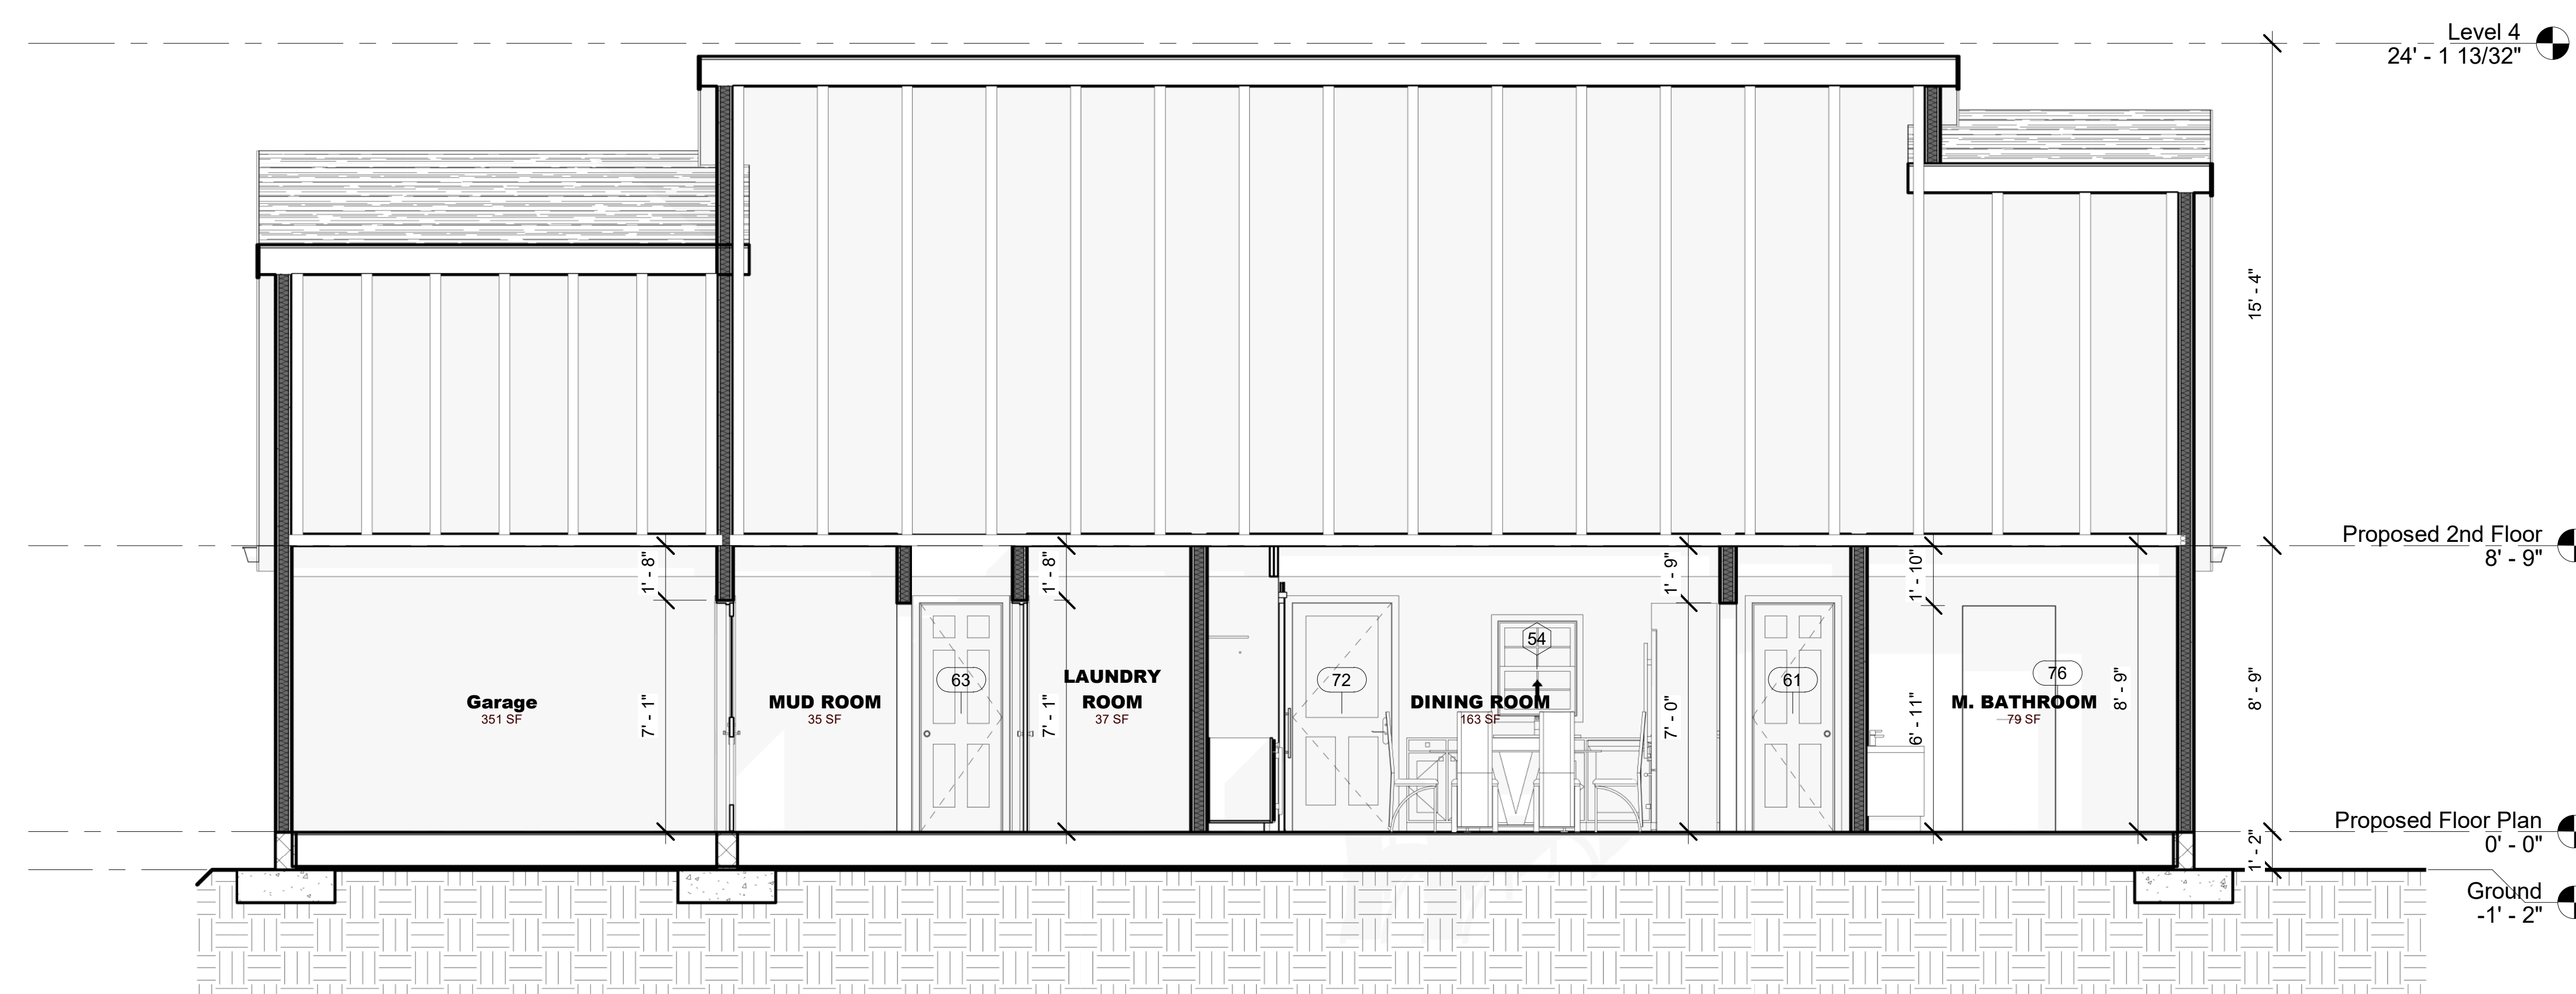 Level 4
24' - 1 13/32"
15' - 4"
Proposed 2nd Floor
8' - 9"
1' - 8"
1' - 8"
1' - 9"
1' - 10"
54
63
72
61
76
LAUNDRY
ROOM
37 SF
Garage
351 SF
MUD ROOM
35 SF
DINING ROOM
163 SF
M. BATHROOM
79 SF
7' - 1"
7' - 1"
7' - 0"
6' - 11"
8' - 9"
8' - 9"
Proposed Floor Plan
0' - 0"
1' - 2"
Ground
-1' - 2"